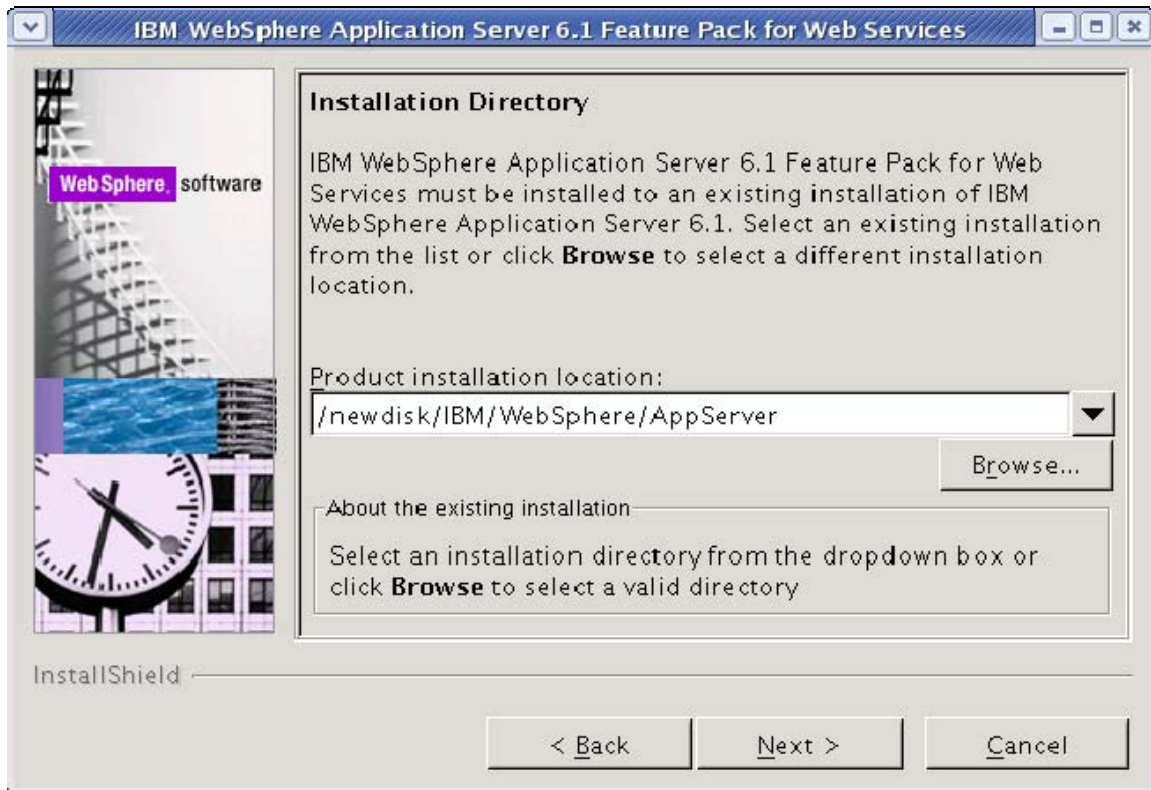 IBM WebSphere Application Server 6.1 Feature Pack for Web Services
WebSphere. software
Installation Directory
IBM WebSphere Application Server 6.1 Feature Pack for Web
Services must be installed to an existing installation of IBM
WebSphere Application Server 6.1. Select an existing installation
from the list or click Browse to select a different installation
location.
Product installation location:
/newdisk/IBM/WebSphere/AppServer
Browse...
About the existing installation
Select an installation directory from the dropdown box or
click Browse to select a valid directory
InstallShield
< Back
Next >
Cancel